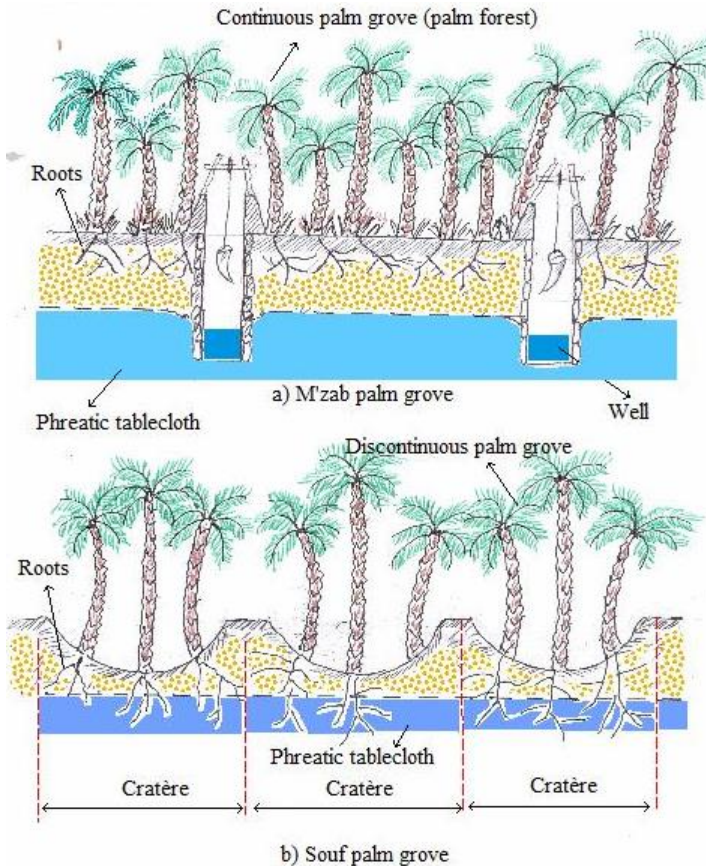 Continuous palm grove (palm forest)
Roots
a) M'zab palm grove
Phreatic tablecloth
Well
Discontinuous palm grove
Roots
Phreatic tablecloth
Cratère
Cratère
Cratère
b) Souf palm grove